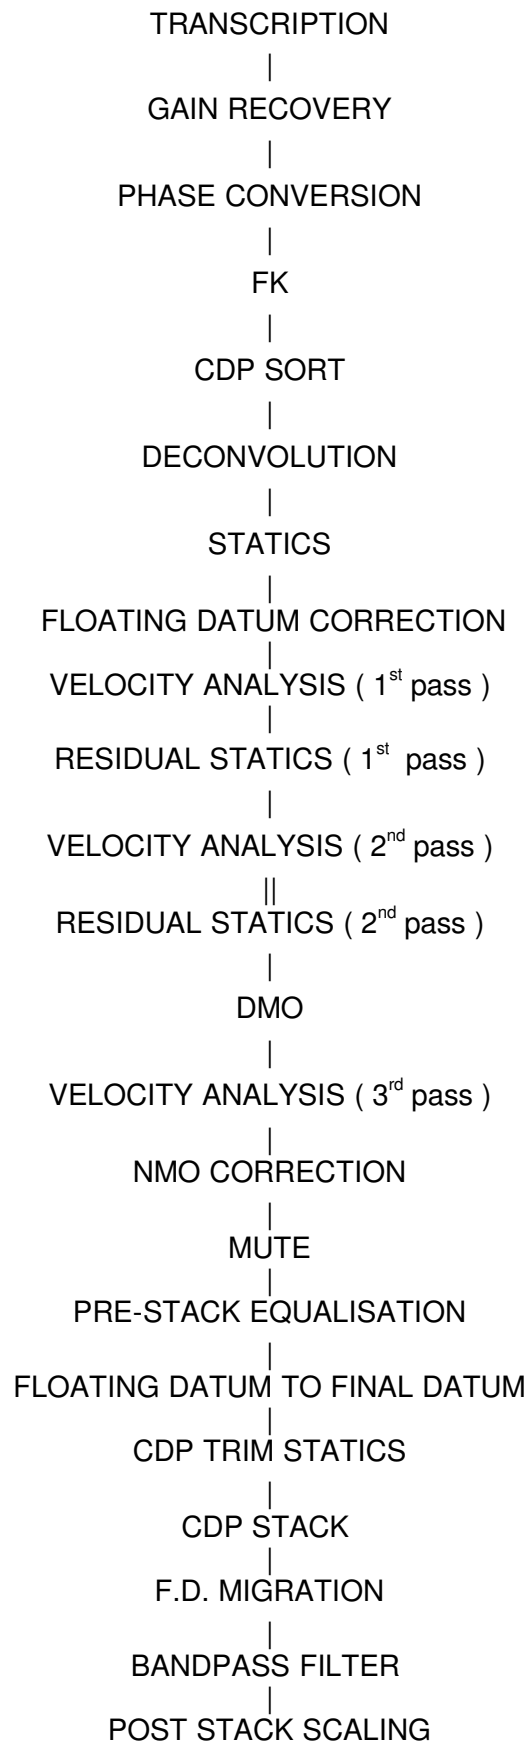 TRANSCRIPTION
|
GAIN RECOVERY
|
PHASE CONVERSION
|
FK
|
CDP SORT
|
DECONVOLUTION
|
STATICS
|
FLOATING DATUM CORRECTION
|
VELOCITY ANALYSIS ( 1st pass )
|
RESIDUAL STATICS ( 1st pass )
|
VELOCITY ANALYSIS ( 2nd pass )
||
RESIDUAL STATICS ( 2nd pass )
|
DMO
|
VELOCITY ANALYSIS ( 3rd pass )
|
NMO CORRECTION
|
MUTE
|
PRE-STACK EQUALISATION
|
FLOATING DATUM TO FINAL DATUM
|
CDP TRIM STATICS
|
CDP STACK
|
F.D. MIGRATION
|
BANDPASS FILTER
|
POST STACK SCALING